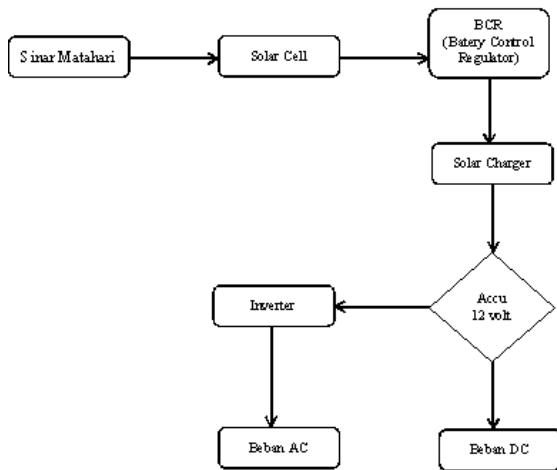 Sinar Matahari
Solar Cell
BCR
(Batery Control
Regulator)
Solar Charger
Accu
12 volt
Inverter
Beban AC
Beban DC